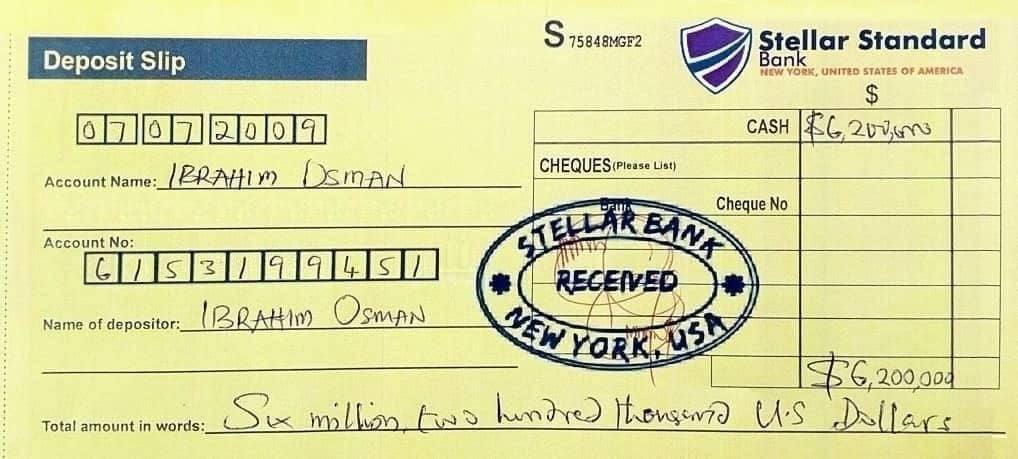 S 75848MGF2
Stellar Standard
Bank
NEW YORK, UNITED STATES OF AMERICA
Deposit Slip
$
07072009
CASH $6,200,000
CHEQUES (Please List)
Account Name: IBRAHIM OSMAN
Bank Cheque No
STELLAR BANK
RECEIVED
NEW YORK, USA
Account No:
6153199451
Name of depositor: IBRAHIM OSMAN
$6,200,000
Total amount in words: Six million, two hundred thousand U.S Dollars